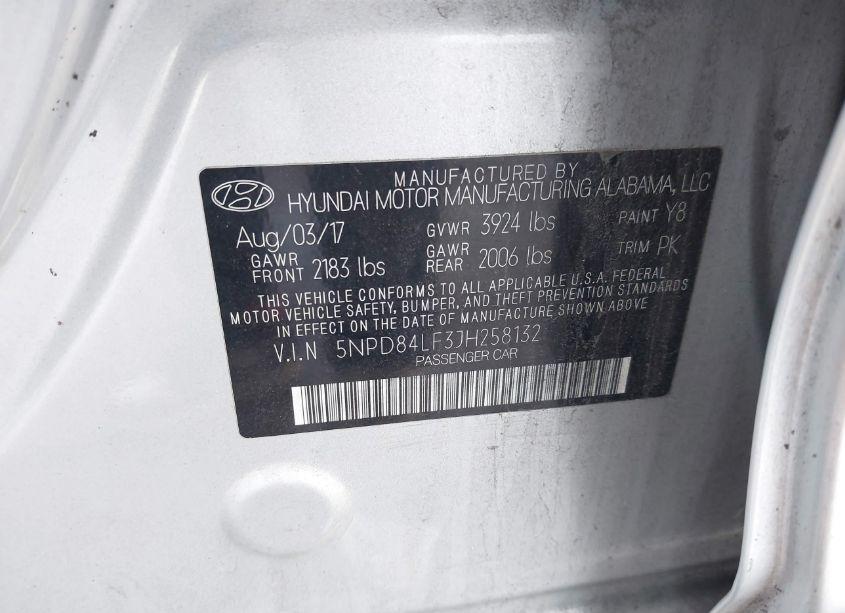 MANUFACTURED BY
HYUNDAI MOTOR MANUFACTURING ALABAMA, LLC
Aug/03/17 GVWR 3924 lbs PAINT Y8
GAWR FRONT 2183 lbs GAWR REAR 2006 lbs TRIM PK
THIS VEHICLE CONFORMS TO ALL APPLICABLE U.S.A. FEDERAL
MOTOR VEHICLE SAFETY, BUMPER, AND THEFT PREVENTION STANDARDS
IN EFFECT ON THE DATE OF MANUFACTURE SHOWN ABOVE
V.I.N 5NPD84LF3JH258132
PASSENGER CAR